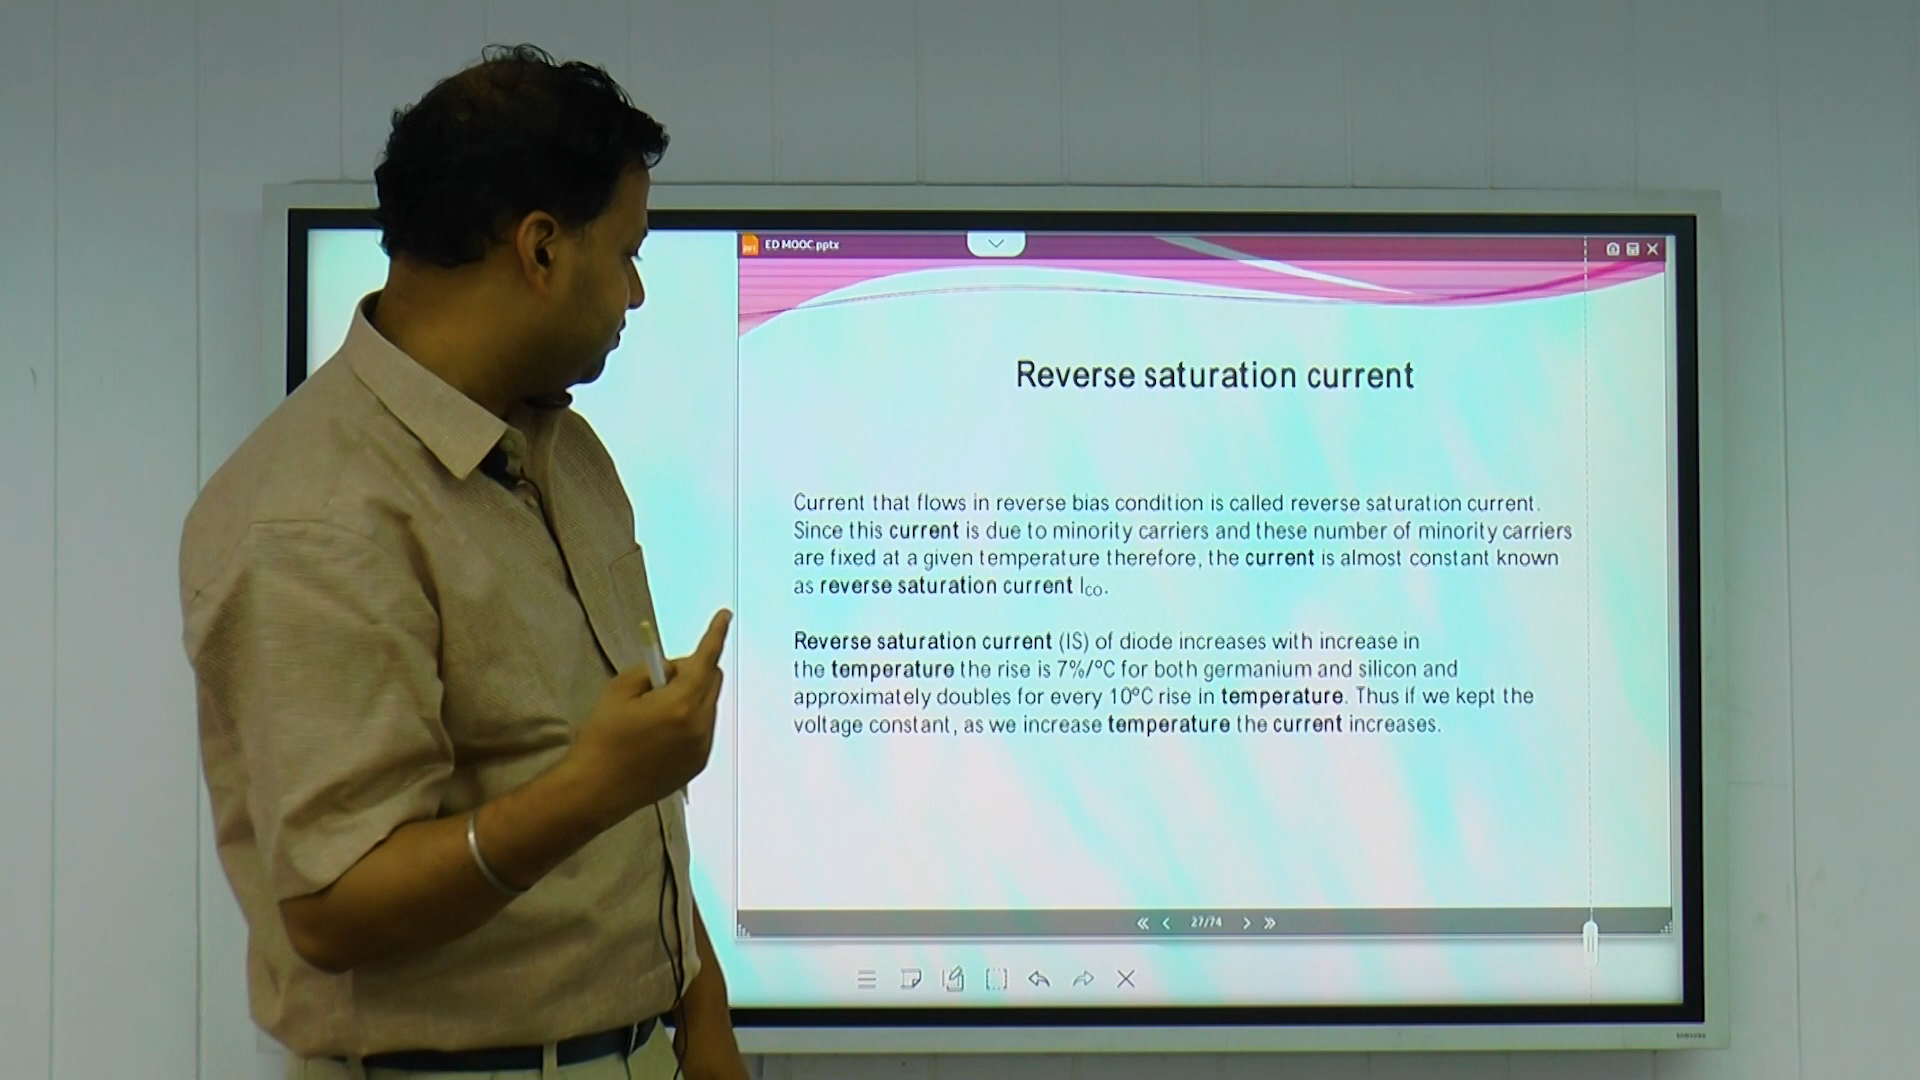 ED MOOC.pptx
Reverse saturation current
Current that flows in reverse bias condition is called reverse saturation current.
Since this current is due to minority carriers and these number of minority carriers
are fixed at a given temperature therefore, the current is almost constant known
as reverse saturation current I_CO.
Reverse saturation current (IS) of diode increases with increase in
the temperature the rise is 7%/ºC for both germanium and silicon and
approximately doubles for every 10ºC rise in temperature. Thus if we kept the
voltage constant, as we increase temperature the current increases.
27/74
SAMSUNG